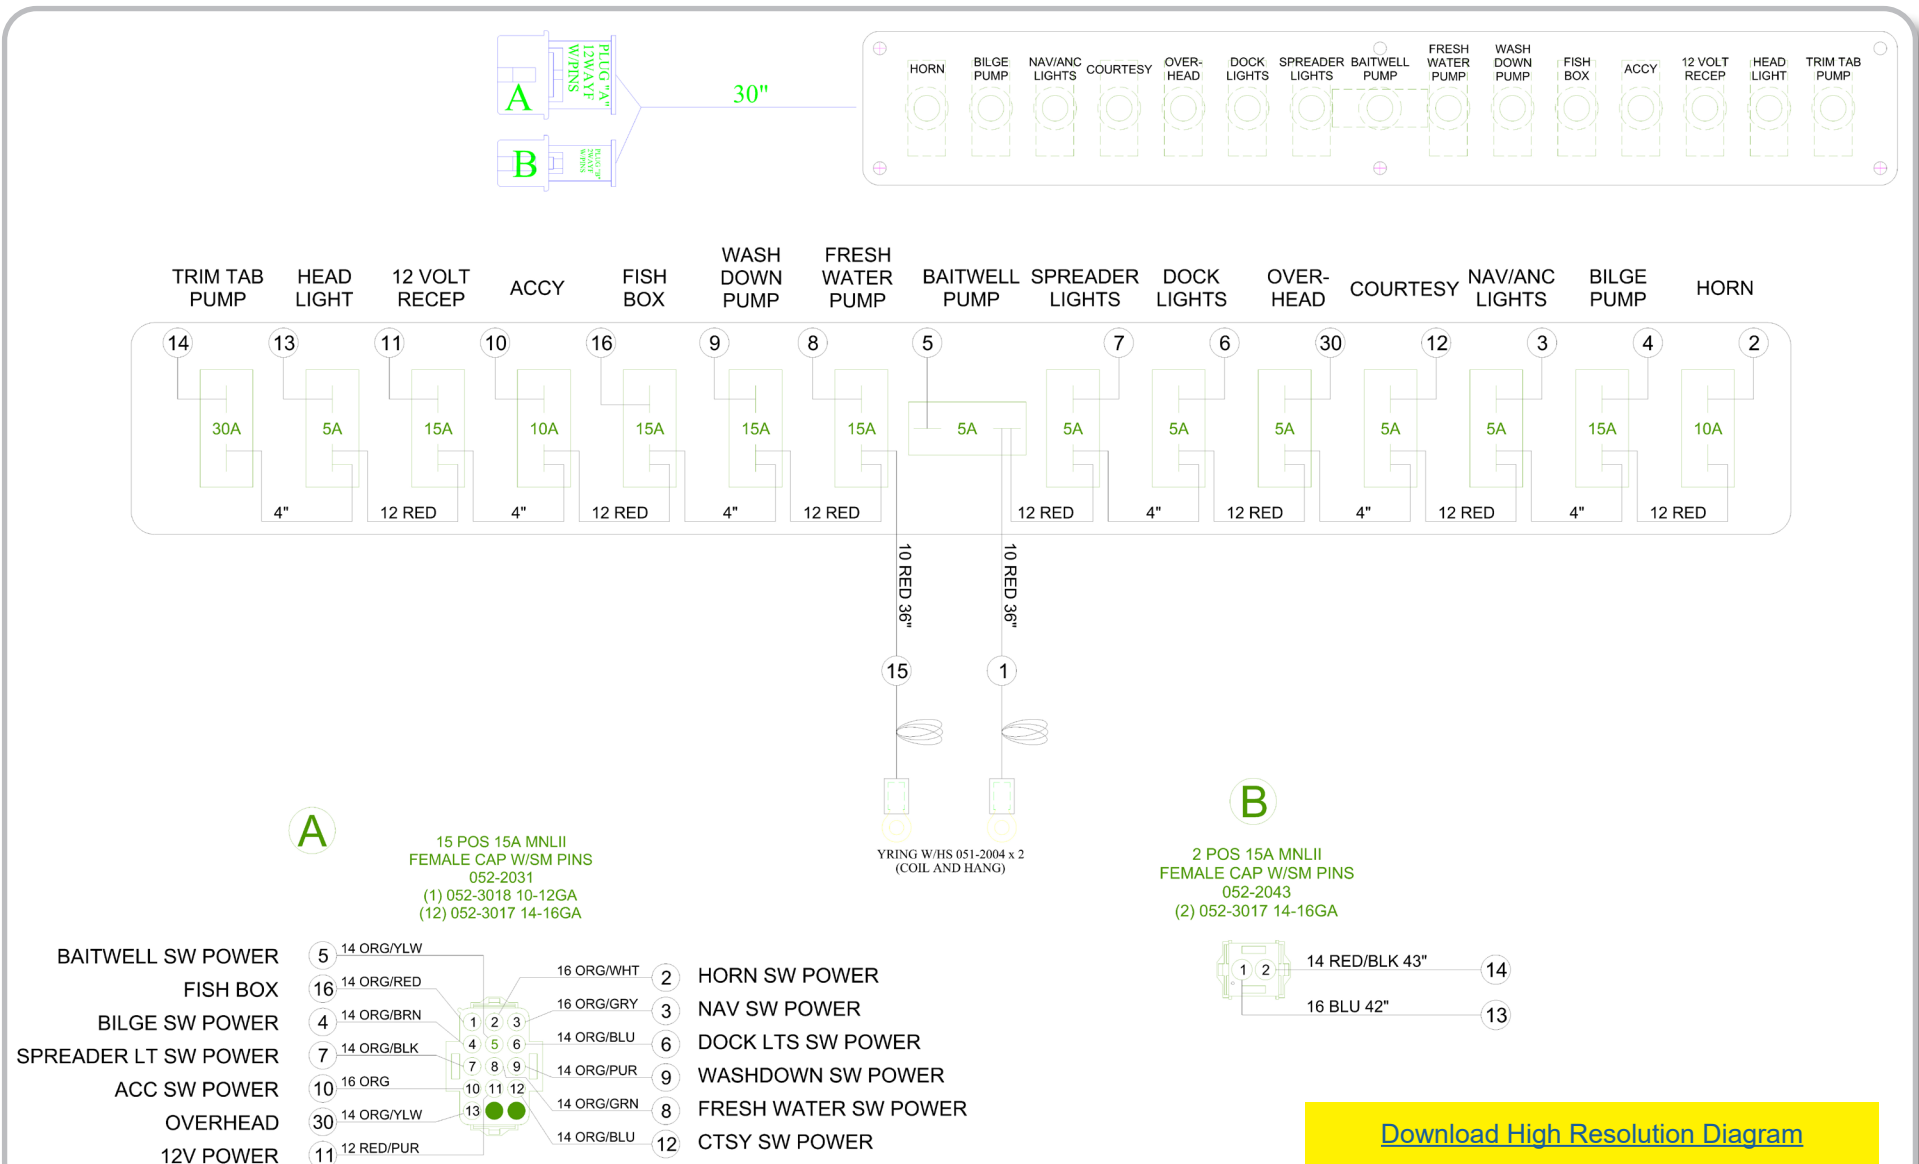 PLUG "A"
12WAYF
W/PINS
A
30"
PLUG "B"
2WAYF
W/PINS
B
HORN
BILGE
PUMP
NAV/ANC
LIGHTS
COURTESY
OVER-
HEAD
DOCK
LIGHTS
SPREADER
LIGHTS
BAITWELL
PUMP
FRESH
WATER
PUMP
WASH
DOWN
PUMP
FISH
BOX
ACCY
12 VOLT
RECEP
HEAD
LIGHT
TRIM TAB
PUMP
TRIM TAB
PUMP
HEAD
LIGHT
12 VOLT
RECEP
ACCY
FISH
BOX
WASH
DOWN
PUMP
FRESH
WATER
PUMP
BAITWELL
PUMP
SPREADER
LIGHTS
DOCK
LIGHTS
OVER-
HEAD
COURTESY
NAV/ANC
LIGHTS
BILGE
PUMP
HORN
14 13 11 10 16 9 8 5 7 6 30 12 3 4 2
30A 5A 15A 10A 15A 15A 15A 5A 5A 5A 5A 5A 5A 15A 10A
4" 12 RED 4" 12 RED 4" 12 RED 12 RED 4" 12 RED 4" 12 RED 4" 12 RED
10 RED 36"
10 RED 36"
15
1
YRING W/HS 051-2004 x 2
(COIL AND HANG)
A
15 POS 15A MNLII
FEMALE CAP W/SM PINS
052-2031
(1) 052-3018 10-12GA
(12) 052-3017 14-16GA
B
2 POS 15A MNLII
FEMALE CAP W/SM PINS
052-2043
(2) 052-3017 14-16GA
BAITWELL SW POWER 5 14 ORG/YLW
FISH BOX 16 14 ORG/RED
BILGE SW POWER 4 14 ORG/BRN
SPREADER LT SW POWER 7 14 ORG/BLK
ACC SW POWER 10 16 ORG
OVERHEAD 30 14 ORG/YLW
12V POWER 11 12 RED/PUR
1 2 3
4 5 6
7 8 9
10 11 12
13
16 ORG/WHT 2 HORN SW POWER
16 ORG/GRY 3 NAV SW POWER
14 ORG/BLU 6 DOCK LTS SW POWER
14 ORG/PUR 9 WASHDOWN SW POWER
14 ORG/GRN 8 FRESH WATER SW POWER
14 ORG/BLU 12 CTSY SW POWER
1 2
14 RED/BLK 43" 14
16 BLU 42" 13
Download High Resolution Diagram